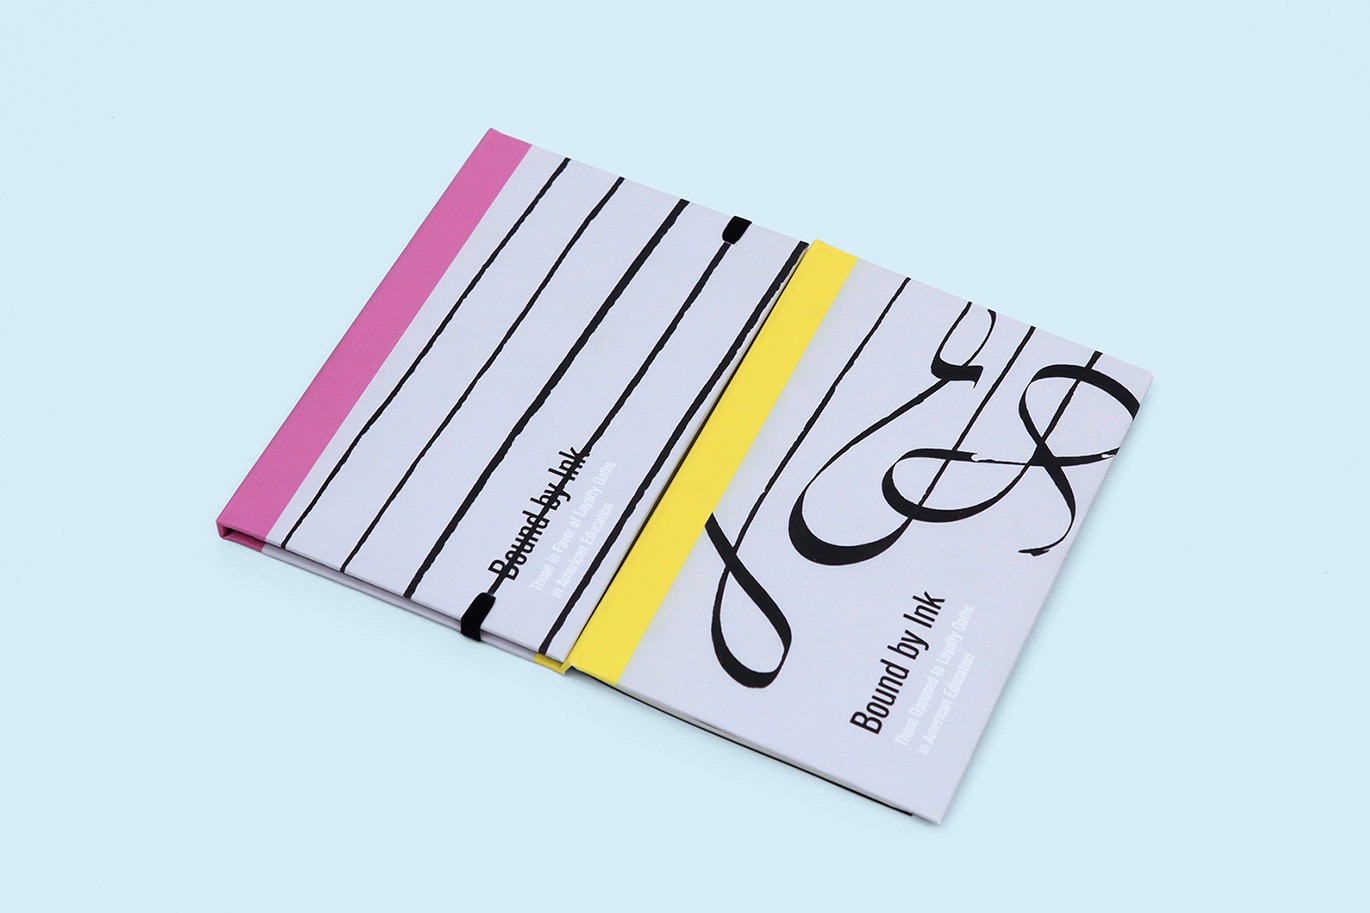 Bound by Ink
Those in Favor of Loyalty Oaths
in American Education
Bound by Ink
Those Opposed to Loyalty Oaths
in American Education